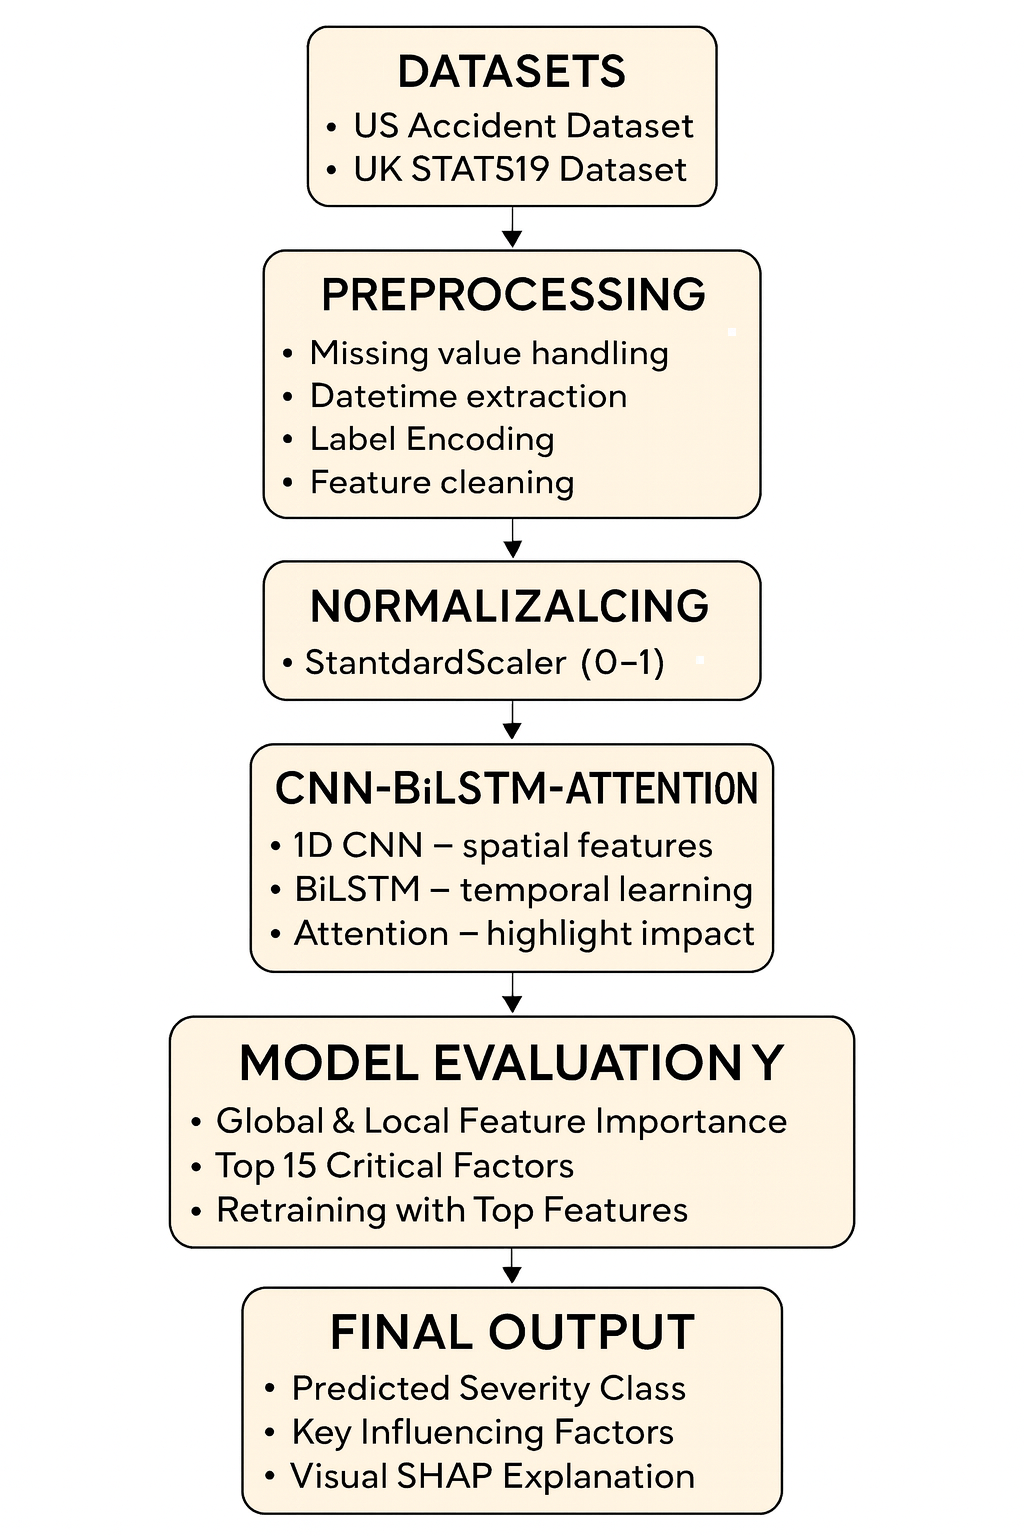 DATASETS
• US Accident Dataset
• UK STAT519 Dataset
PREPROCESSING
• Missing value handling
• Datetime extraction
• Label Encoding
• Feature cleaning
NORMALIZALCING
• StantdardScaler (0–1)
CNN-BiLSTM-ATTENTION
• 1D CNN – spatial features
• BiLSTM – temporal learning
• Attention – highlight impact
MODEL EVALUATION Y
• Global & Local Feature Importance
• Top 15 Critical Factors
• Retraining with Top Features
FINAL OUTPUT
• Predicted Severity Class
• Key Influencing Factors
• Visual SHAP Explanation